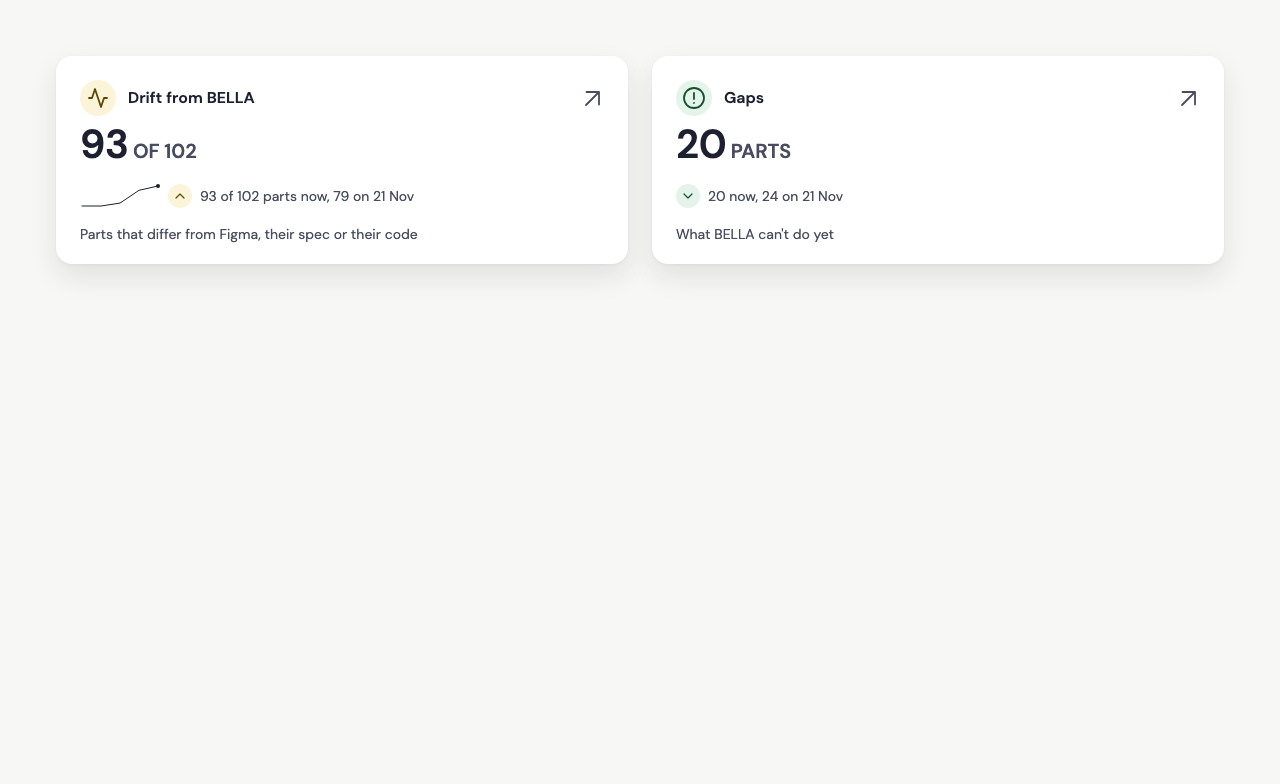 Drift from BELLA
93 OF 102
93 of 102 parts now, 79 on 21 Nov
Parts that differ from Figma, their spec or their code
Gaps
20 PARTS
20 now, 24 on 21 Nov
What BELLA can't do yet